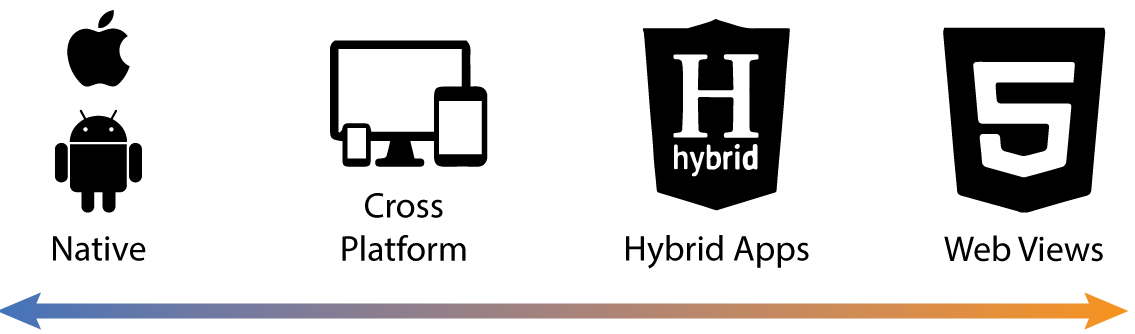 H
hybrid
5
Native
Cross
Platform
Hybrid Apps
Web Views